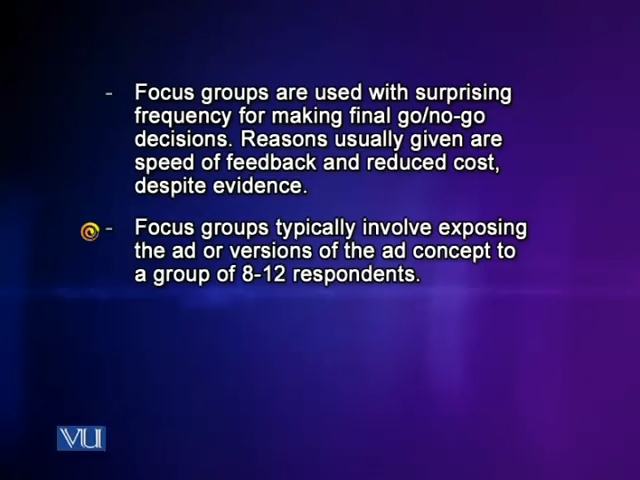 - Focus groups are used with surprising
frequency for making final go/no-go
decisions. Reasons usually given are
speed of feedback and reduced cost,
despite evidence.
- Focus groups typically involve exposing
the ad or versions of the ad concept to
a group of 8-12 respondents.
VU